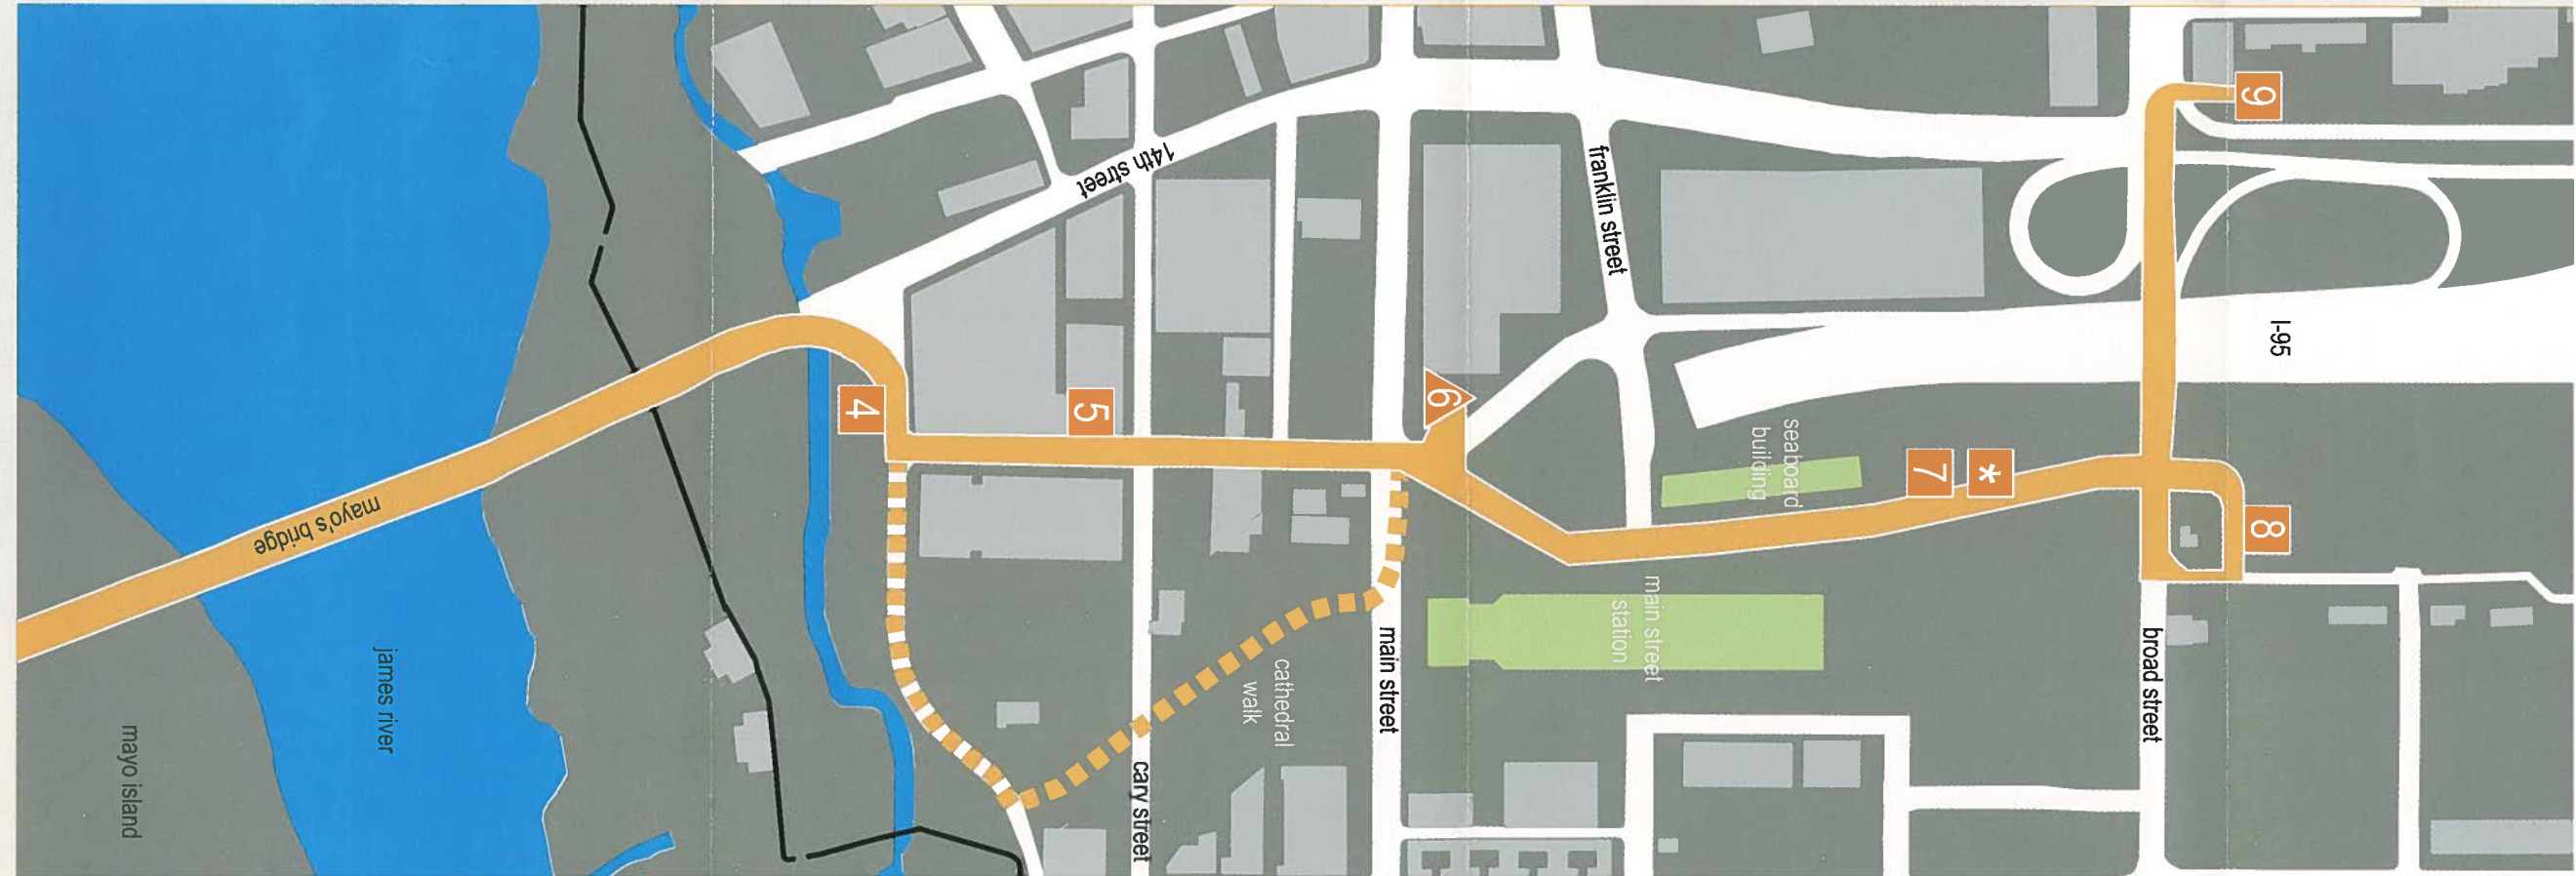 mayo's bridge
mayo island
james river
4
5
14th street
cary street
cathedral
walk
main street
6
franklin street
main street
station
seaboard
building
7
*
broad street
8
9
I-95